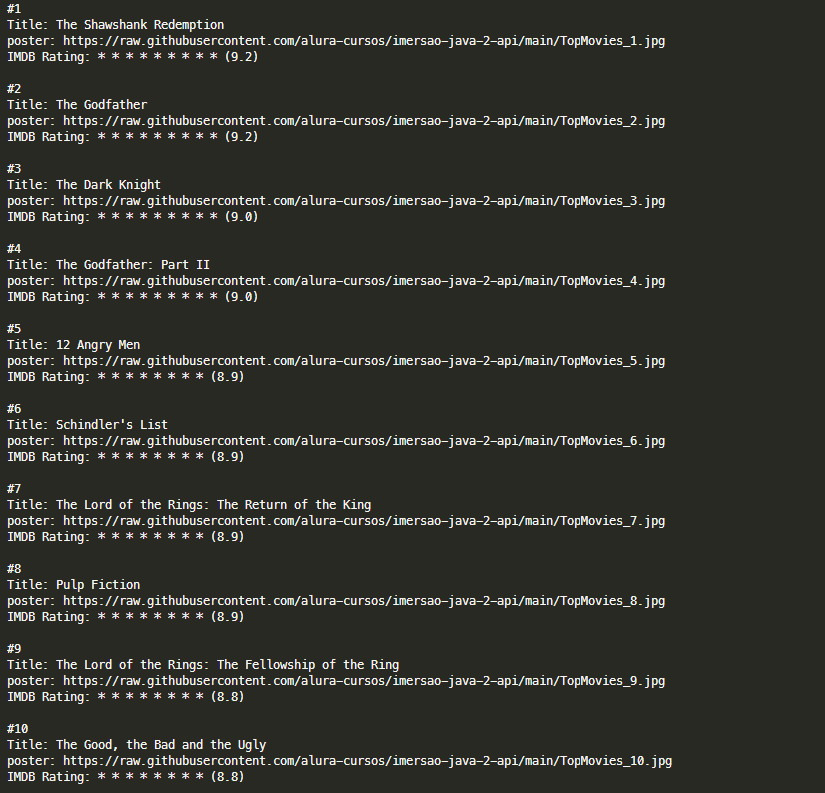 #1
Title: The Shawshank Redemption
poster: https://raw.githubusercontent.com/alura-cursos/imersao-java-2-api/main/TopMovies_1.jpg
IMDB Rating: * * * * * * * * * (9.2)
#2
Title: The Godfather
poster: https://raw.githubusercontent.com/alura-cursos/imersao-java-2-api/main/TopMovies_2.jpg
IMDB Rating: * * * * * * * * * (9.2)
#3
Title: The Dark Knight
poster: https://raw.githubusercontent.com/alura-cursos/imersao-java-2-api/main/TopMovies_3.jpg
IMDB Rating: * * * * * * * * * (9.0)
#4
Title: The Godfather: Part II
poster: https://raw.githubusercontent.com/alura-cursos/imersao-java-2-api/main/TopMovies_4.jpg
IMDB Rating: * * * * * * * * * (9.0)
#5
Title: 12 Angry Men
poster: https://raw.githubusercontent.com/alura-cursos/imersao-java-2-api/main/TopMovies_5.jpg
IMDB Rating: * * * * * * * * (8.9)
#6
Title: Schindler's List
poster: https://raw.githubusercontent.com/alura-cursos/imersao-java-2-api/main/TopMovies_6.jpg
IMDB Rating: * * * * * * * * (8.9)
#7
Title: The Lord of the Rings: The Return of the King
poster: https://raw.githubusercontent.com/alura-cursos/imersao-java-2-api/main/TopMovies_7.jpg
IMDB Rating: * * * * * * * * (8.9)
#8
Title: Pulp Fiction
poster: https://raw.githubusercontent.com/alura-cursos/imersao-java-2-api/main/TopMovies_8.jpg
IMDB Rating: * * * * * * * * (8.9)
#9
Title: The Lord of the Rings: The Fellowship of the Ring
poster: https://raw.githubusercontent.com/alura-cursos/imersao-java-2-api/main/TopMovies_9.jpg
IMDB Rating: * * * * * * * * (8.8)
#10
Title: The Good, the Bad and the Ugly
poster: https://raw.githubusercontent.com/alura-cursos/imersao-java-2-api/main/TopMovies_10.jpg
IMDB Rating: * * * * * * * * (8.8)